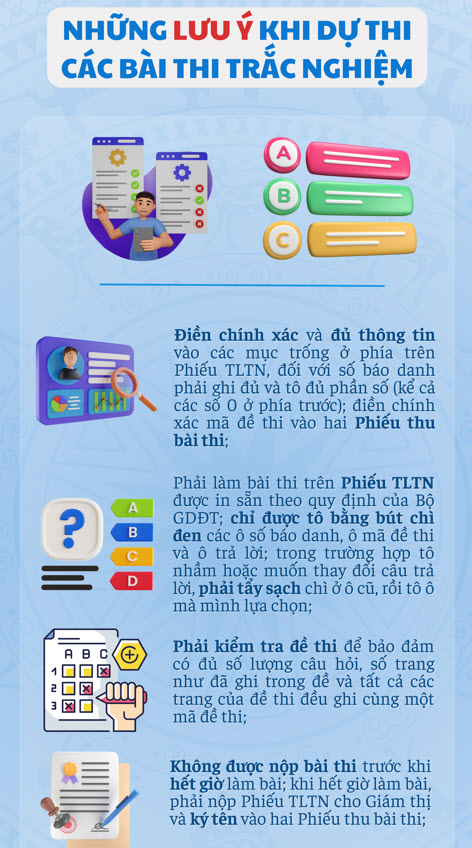 NHỮNG LƯU Ý KHI DỰ THI
CÁC BÀI THI TRẮC NGHIỆM
A
B
C
Điền chính xác và đủ thông tin
vào các mục trống ở phía trên
Phiếu TLTN, đối với số báo danh
phải ghi đủ và tô đủ phần số (kể cả
các số 0 ở phía trước); điền chính
xác mã đề thi vào hai Phiếu thu
bài thi;
?
A
B
C
D
Phải làm bài thi trên Phiếu TLTN
được in sẵn theo quy định của Bộ
GDĐT; chỉ được tô bằng bút chì
đen các ô số báo danh, ô mã đề thi
và ô trả lời; trong trường hợp tô
nhầm hoặc muốn thay đổi câu trả
lời, phải tẩy sạch chì ở ô cũ, rồi tô ô
mà mình lựa chọn;
A B C
1
2
3
Phải kiểm tra đề thi để bảo đảm
có đủ số lượng câu hỏi, số trang
như đã ghi trong đề và tất cả các
trang của đề thi đều ghi cùng một
mã đề thi;
Không được nộp bài thi trước khi
hết giờ làm bài; khi hết giờ làm bài,
phải nộp Phiếu TLTN cho Giám thị
và ký tên vào hai Phiếu thu bài thi;